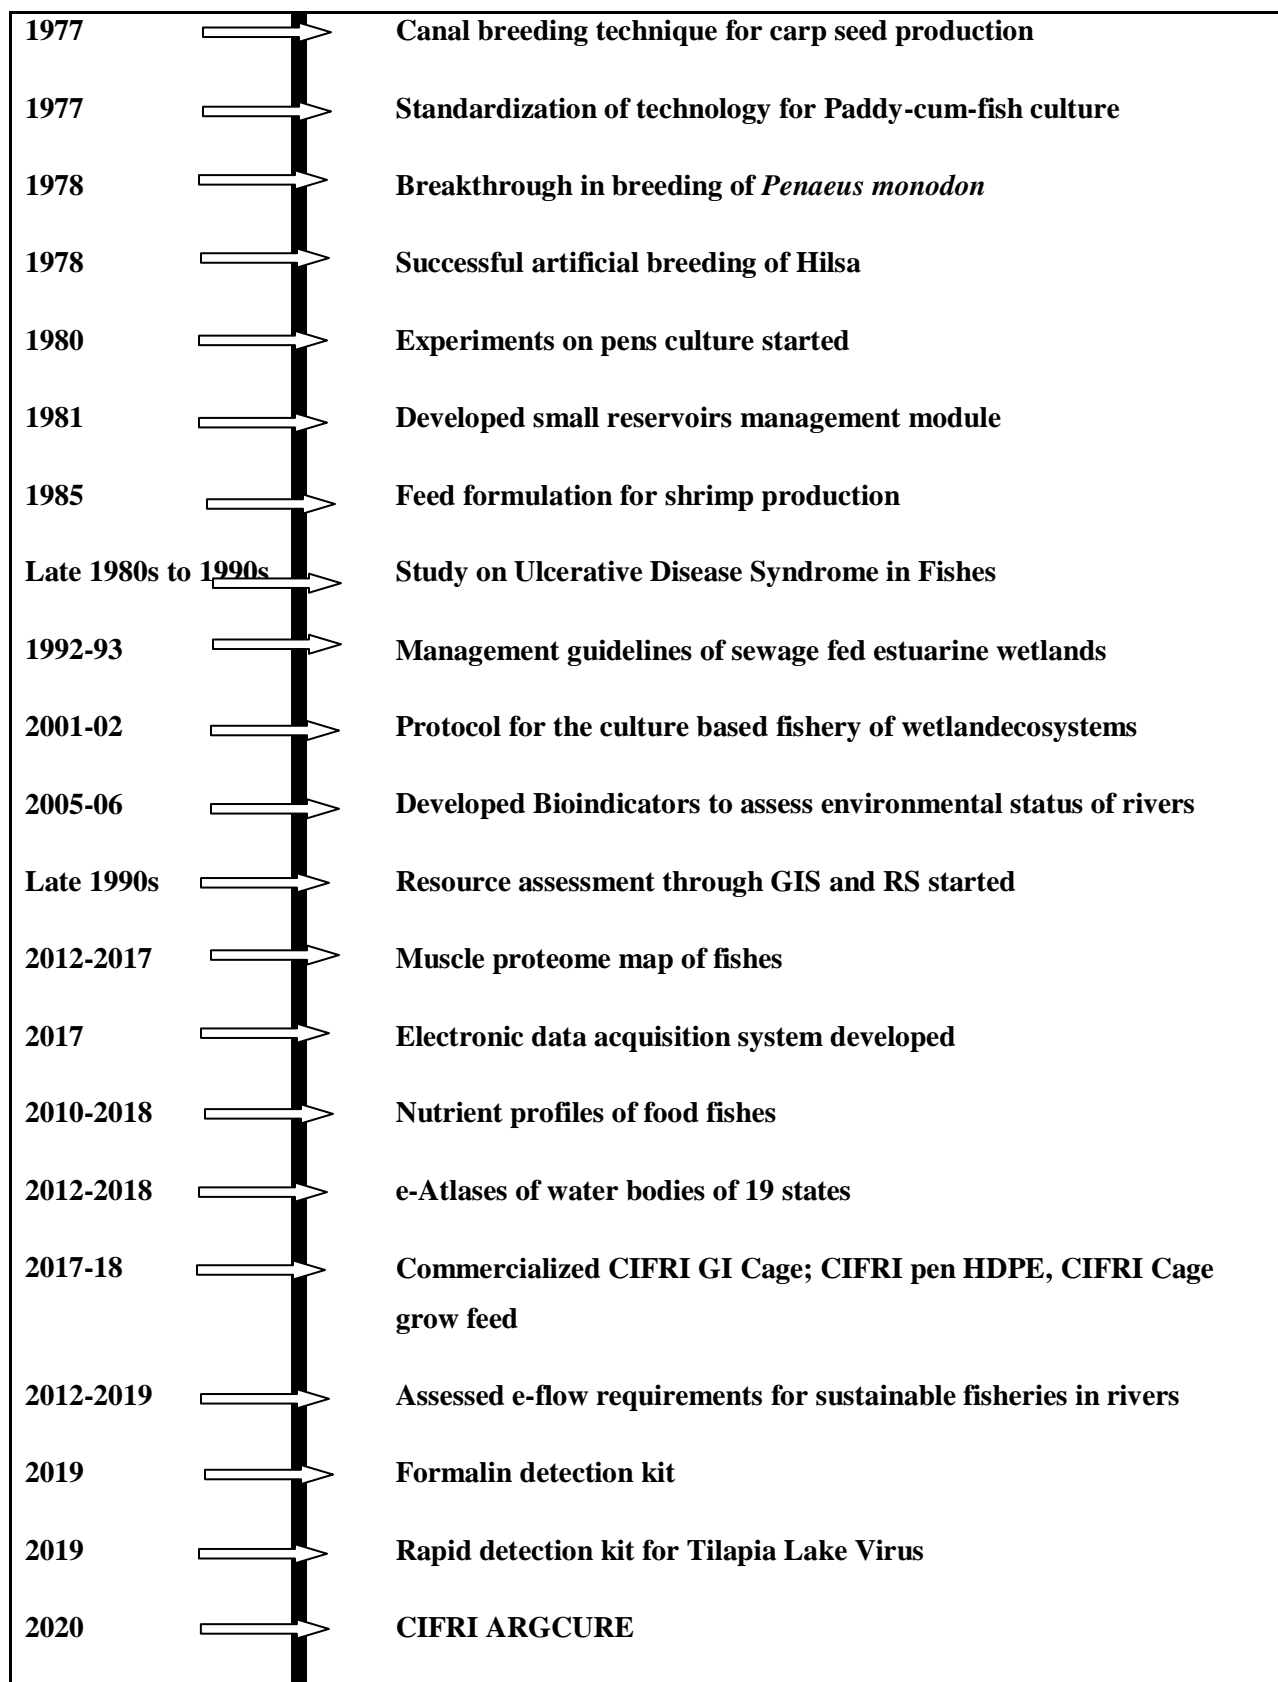 1977 Canal breeding technique for carp seed production
1977 Standardization of technology for Paddy-cum-fish culture
1978 Breakthrough in breeding of Penaeus monodon
1978 Successful artificial breeding of Hilsa
1980 Experiments on pens culture started
1981 Developed small reservoirs management module
1985 Feed formulation for shrimp production
Late 1980s to 1990s Study on Ulcerative Disease Syndrome in Fishes
1992-93 Management guidelines of sewage fed estuarine wetlands
2001-02 Protocol for the culture based fishery of wetlandecosystems
2005-06 Developed Bioindicators to assess environmental status of rivers
Late 1990s Resource assessment through GIS and RS started
2012-2017 Muscle proteome map of fishes
2017 Electronic data acquisition system developed
2010-2018 Nutrient profiles of food fishes
2012-2018 e-Atlases of water bodies of 19 states
2017-18 Commercialized CIFRI GI Cage; CIFRI pen HDPE, CIFRI Cage
grow feed
2012-2019 Assessed e-flow requirements for sustainable fisheries in rivers
2019 Formalin detection kit
2019 Rapid detection kit for Tilapia Lake Virus
2020 CIFRI ARGCURE